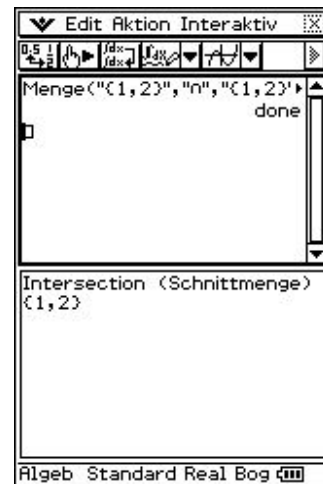 Edit Aktion Interaktiv
Menge("{1,2}","n","{1,2}"
done
Intersection (Schnittmenge)
{1,2}
Algeb Standard Real Bog